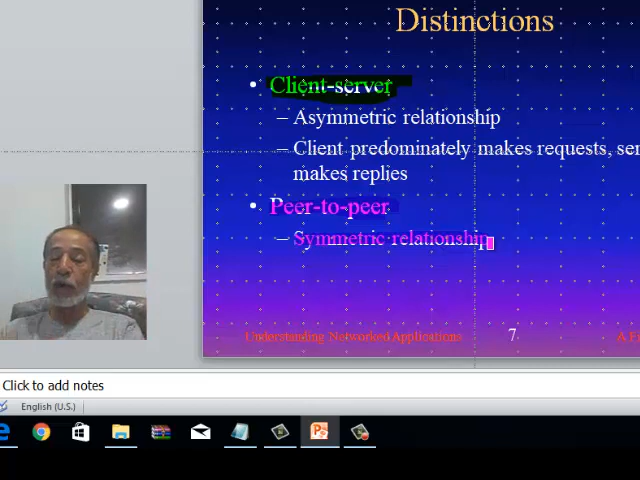 Distinctions
• Client-server
– Asymmetric relationship
– Client predominately makes requests,
makes replies
• Peer-to-peer
– Symmetric relationship
Understanding Networked Applications
7
Click to add notes
English (U.S.)